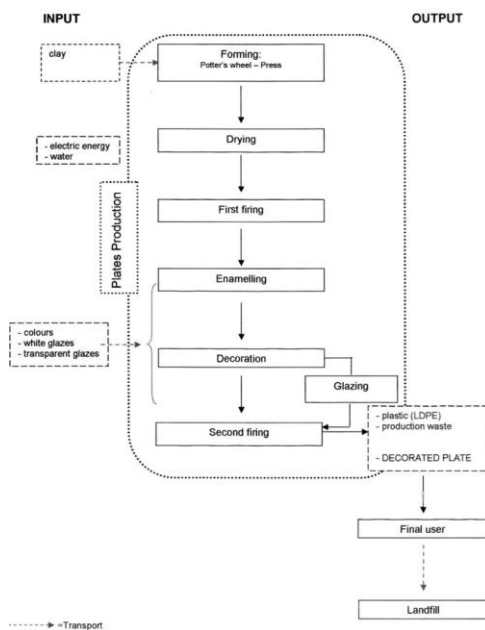 INPUT
OUTPUT
clay
Forming:
Potter's wheel – Press
Drying
- electric energy
- water
Plates Production
First firing
Enamelling
- colours
- white glazes
- transparent glazes
Decoration
Glazing
Second firing
- plastic (LDPE)
- production waste
- DECORATED PLATE
Final user
Landfill
=Transport